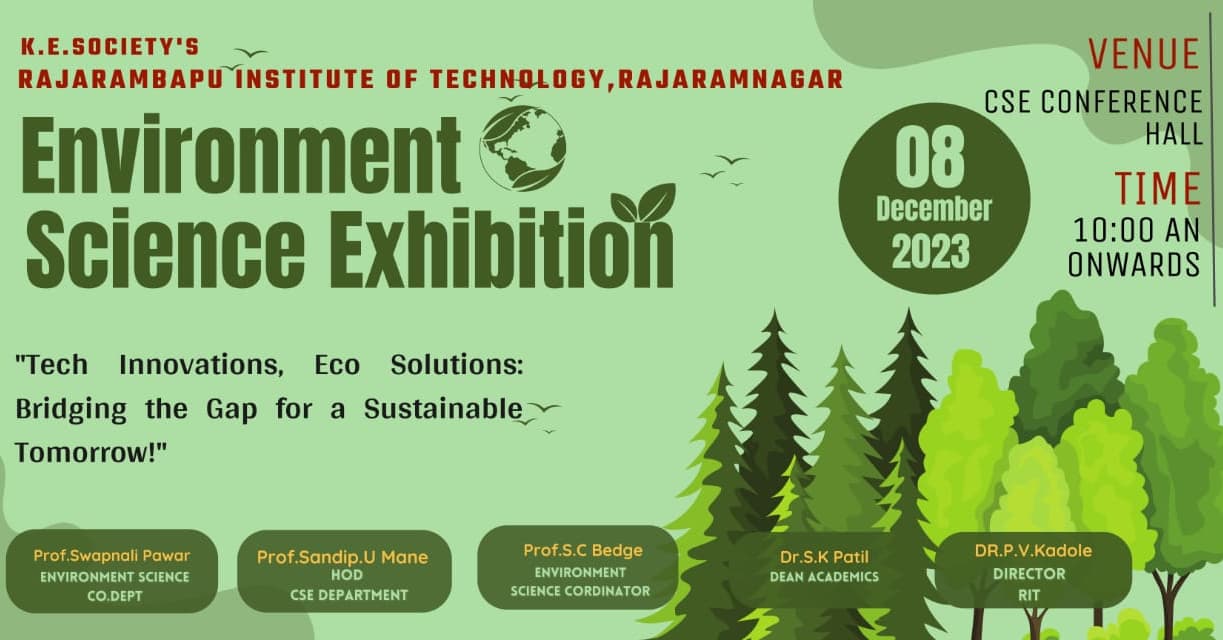 K.E.SOCIETY'S
RAJARAMBAPU INSTITUTE OF TECHNOLOGY,RAJARAMNAGAR
Environment
Science Exhibition
08
December
2023
VENUE
CSE CONFERENCE
HALL
TIME
10:00 AN
ONWARDS
"Tech Innovations, Eco Solutions:
Bridging the Gap for a Sustainable
Tomorrow!"
Prof.Swapnali Pawar
ENVIRONMENT SCIENCE
CO.DEPT
Prof.Sandip.U Mane
HOD
CSE DEPARTMENT
Prof.S.C Bedge
ENVIRONMENT
SCIENCE CORDINATOR
Dr.S.K Patil
DEAN ACADEMICS
DR.P.V.Kadole
DIRECTOR
RIT